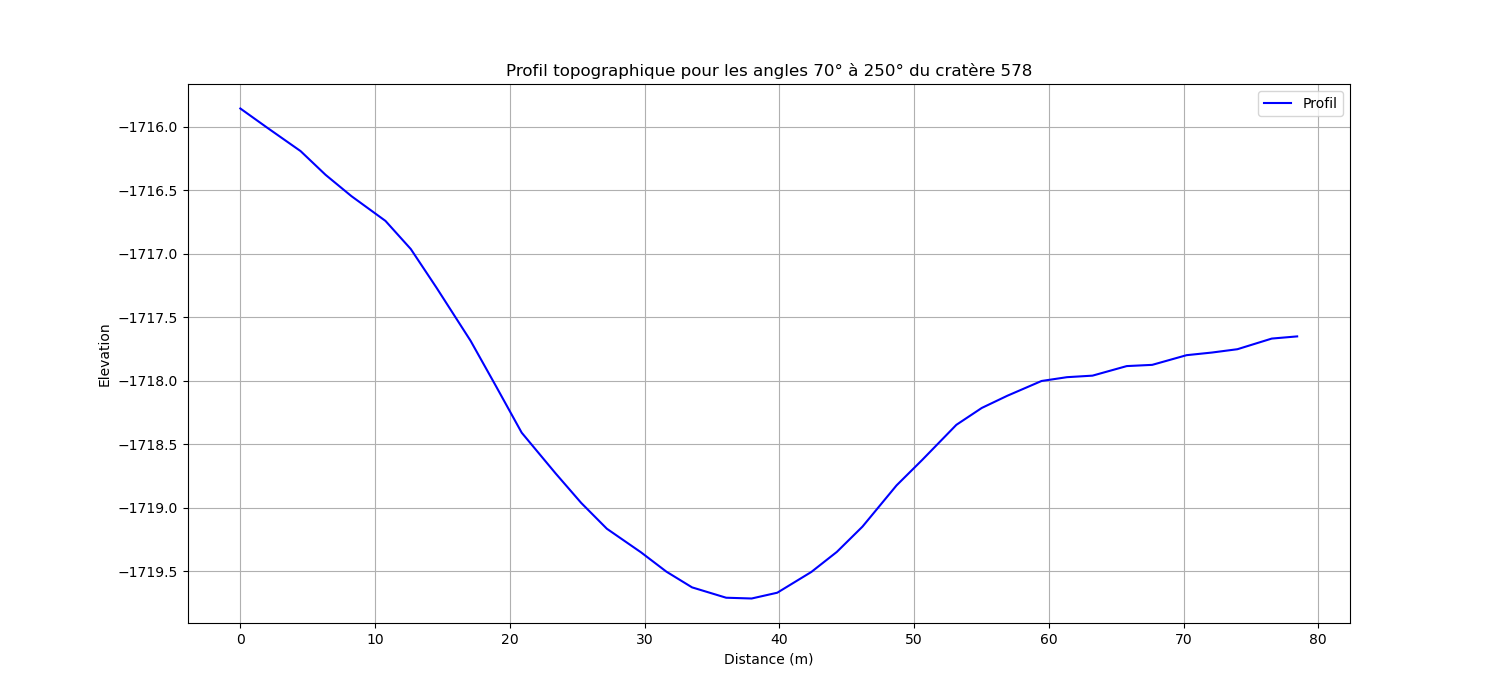 Profil topographique pour les angles 70° à 250° du cratère 578
Profil
−1716.0
−1716.5
−1717.0
−1717.5
−1718.0
−1718.5
−1719.0
−1719.5
Elevation
0 10 20 30 40 50 60 70 80
Distance (m)